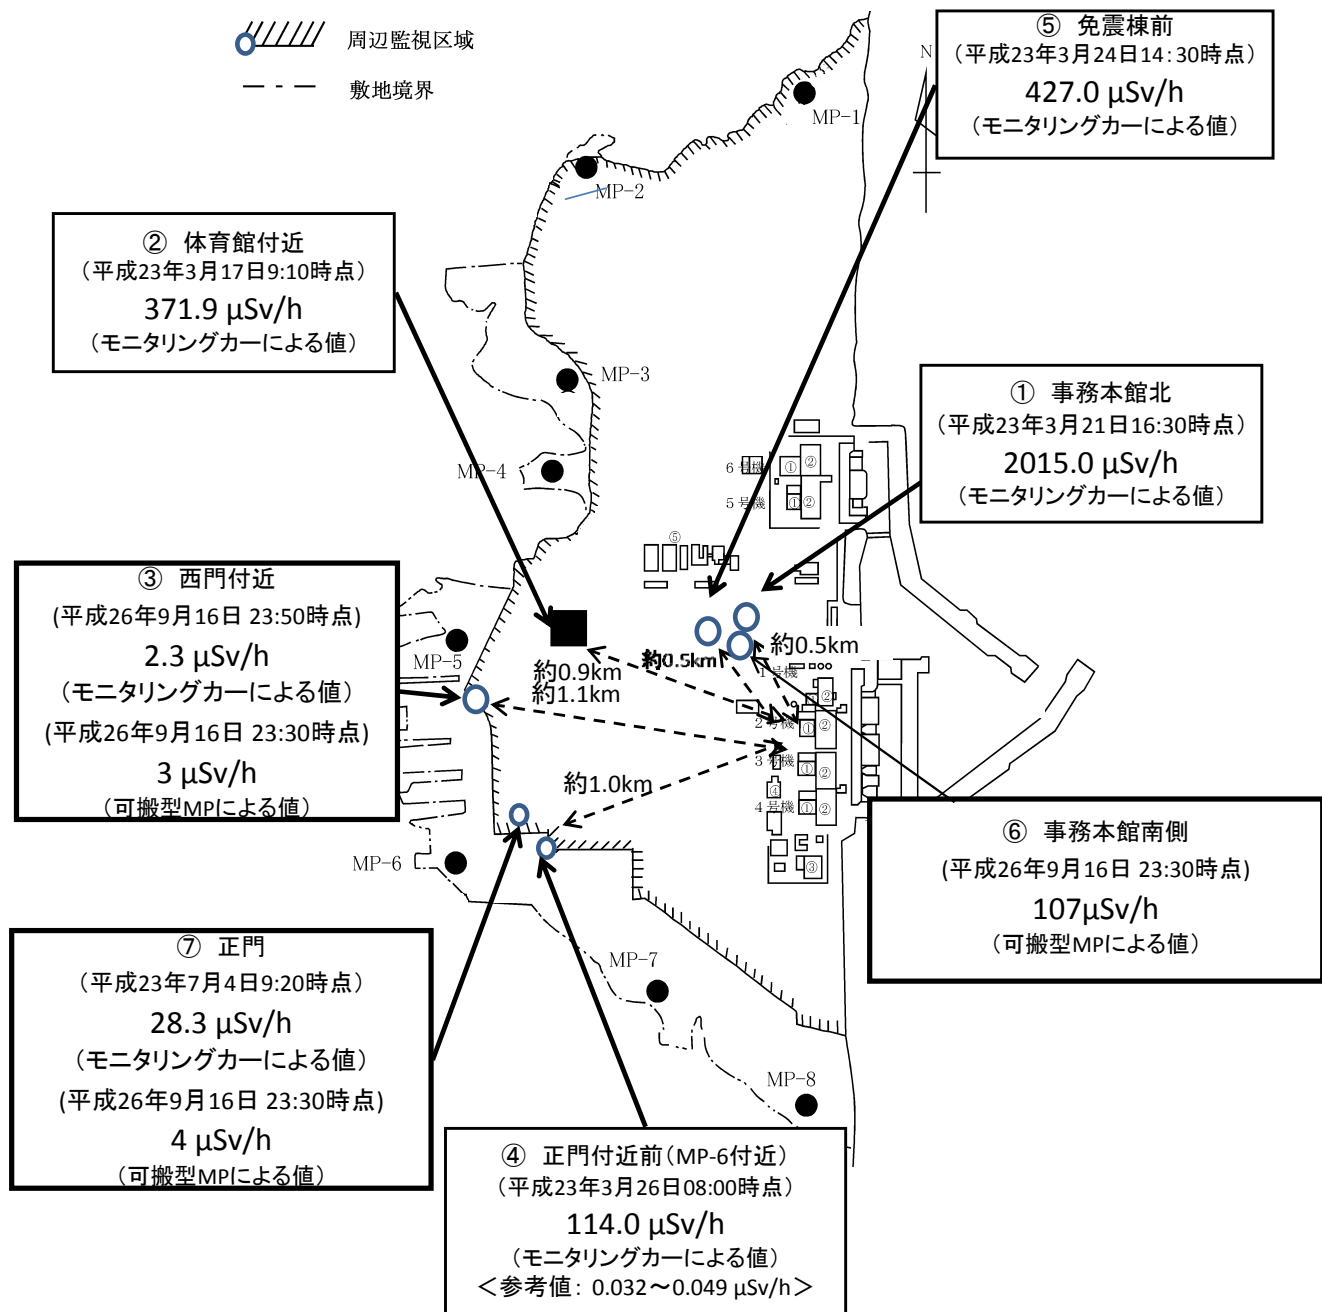 周辺監視区域
敷地境界
⑤ 免震棟前
(平成23年3月24日14:30時点)
427.0 μSv/h
(モニタリングカーによる値)
N
MP-1
MP-2
② 体育館付近
(平成23年3月17日9:10時点)
371.9 μSv/h
(モニタリングカーによる値)
MP-3
MP-4
① 事務本館北
(平成23年3月21日16:30時点)
2015.0 μSv/h
(モニタリングカーによる値)
6号機
① ②
5号機
① ②
⑤
③ 西門付近
(平成26年9月16日 23:50時点)
2.3 μSv/h
(モニタリングカーによる値)
(平成26年9月16日 23:30時点)
3 μSv/h
(可搬型MPによる値)
MP-5
約0.9km
約1.1km
約0.5km
約0.5km
1号機
②
2号機
① ②
3号機
① ②
④
4号機
① ②
③
約1.0km
MP-6
⑥ 事務本館南側
(平成26年9月16日 23:30時点)
107μSv/h
(可搬型MPによる値)
⑦ 正門
(平成23年7月4日9:20時点)
28.3 μSv/h
(モニタリングカーによる値)
(平成26年9月16日 23:30時点)
4 μSv/h
(可搬型MPによる値)
MP-7
MP-8
④ 正門付近前(MP-6付近)
(平成23年3月26日08:00時点)
114.0 μSv/h
(モニタリングカーによる値)
<参考値: 0.032～0.049 μSv/h>